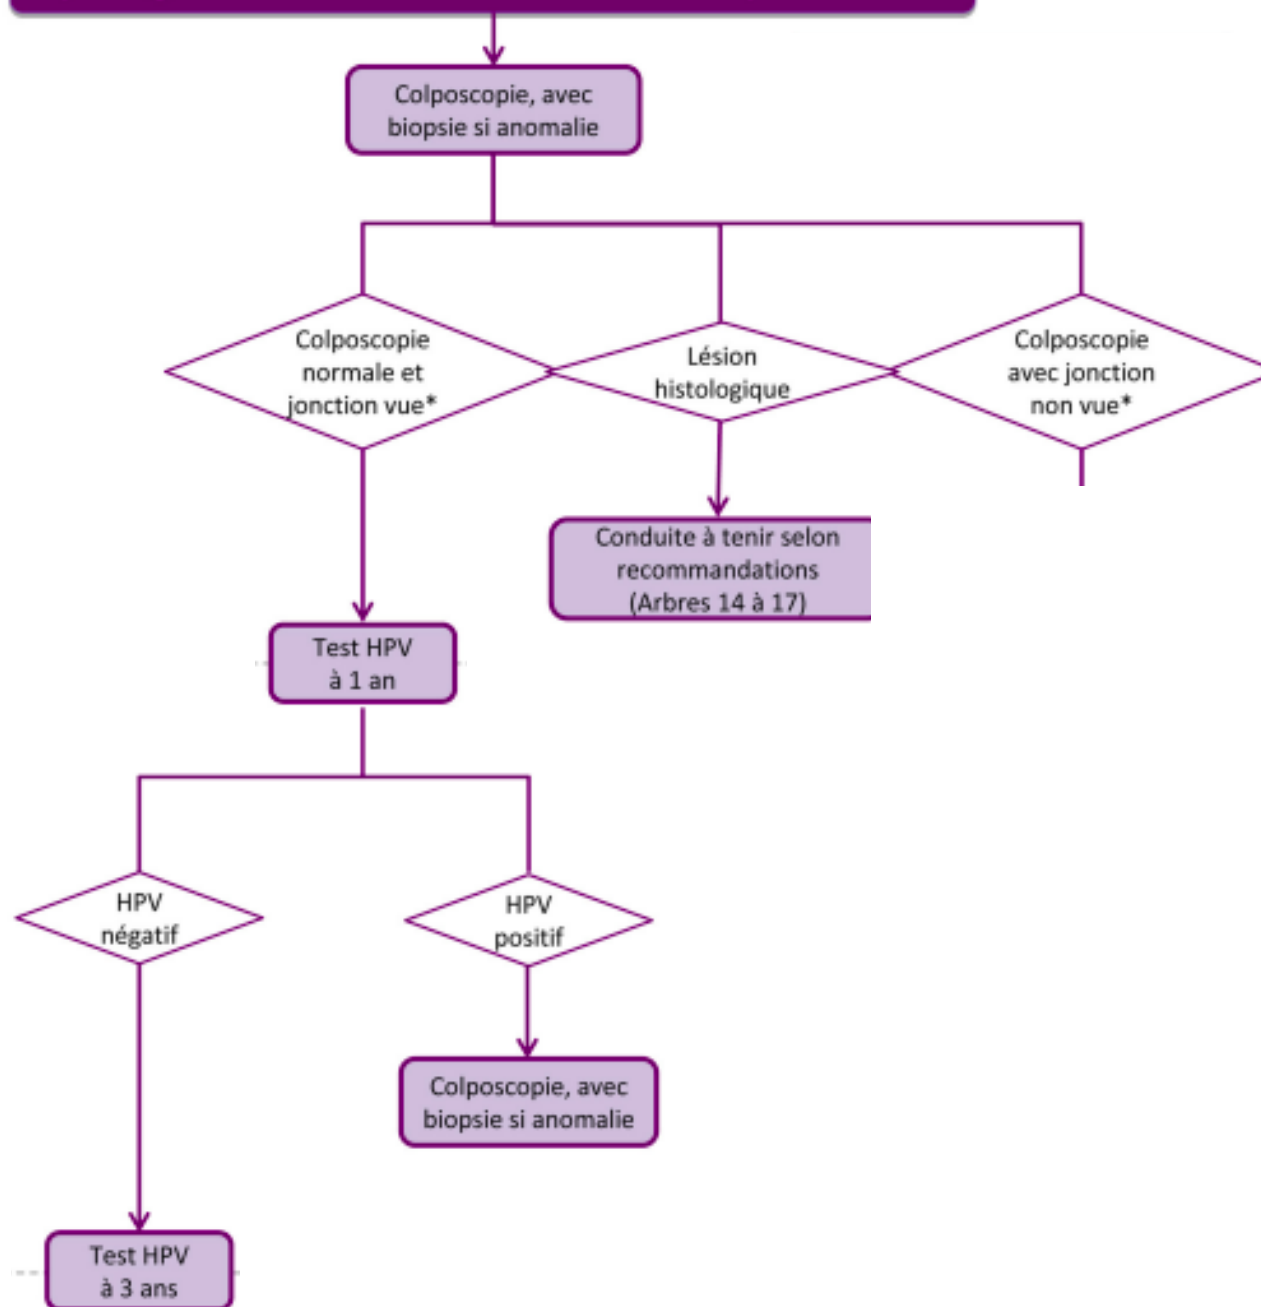 Colposcopie, avec
biopsie si anomalie
Colposcopie
normale et
jonction vue*
Lésion
histologique
Colposcopie
avec jonction
non vue*
Conduite à tenir selon
recommandations
(Arbres 14 à 17)
Test HPV
à 1 an
HPV
négatif
HPV
positif
Colposcopie, avec
biopsie si anomalie
Test HPV
à 3 ans